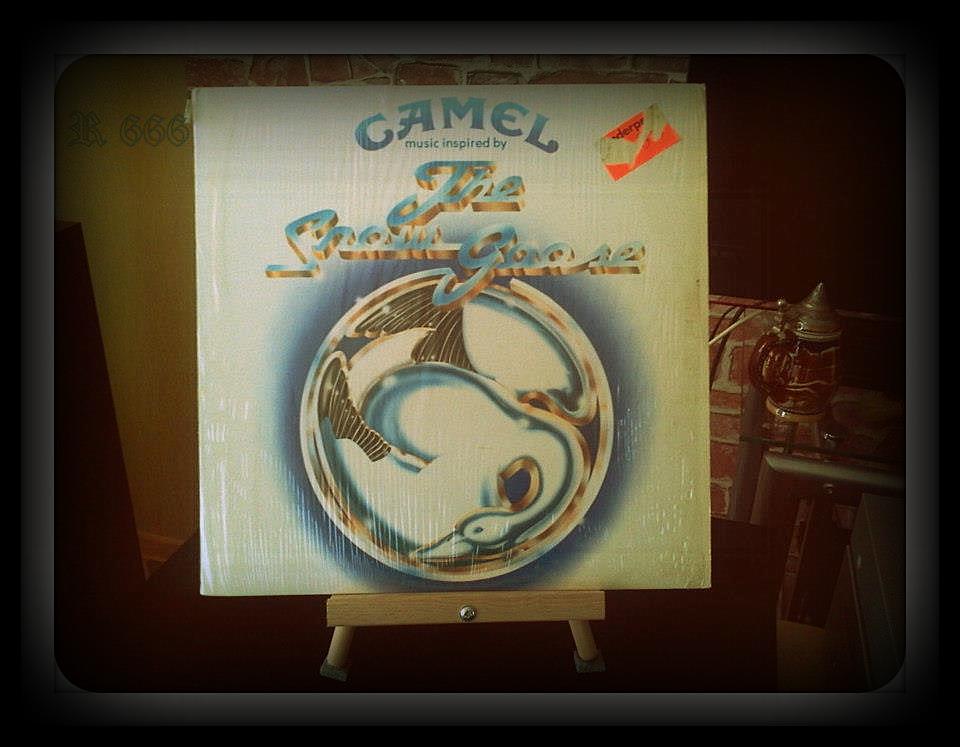 CAMEL
music inspired by
The
Snow Goose
R 666